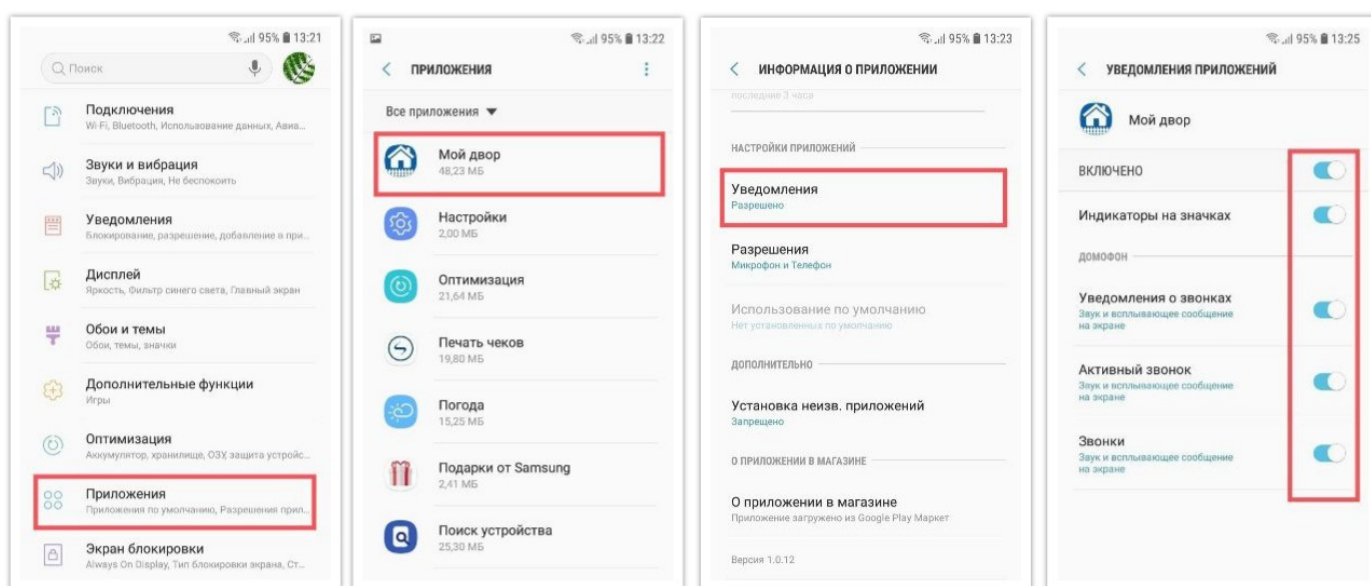 95% 13:21
Поиск
Подключения
Wi-Fi, Bluetooth, Использование данных, Авиа...
Звуки и вибрация
Звуки, Вибрация, Не беспокоить
Уведомления
Блокирование, разрешение, добавление в при...
Дисплей
Яркость, Фильтр синего света, Главный экран
Обои и темы
Обои, темы, значки
Дополнительные функции
Игры
Оптимизация
Аккумулятор, хранилище, ОЗУ, защита устройс...
Приложения
Приложения по умолчанию, Разрешения прил...
Экран блокировки
Always On Display, Тип блокировки экрана, Ст...
95% 13:22
ПРИЛОЖЕНИЯ
Все приложения
Мой двор
48,23 МБ
Настройки
2,00 МБ
Оптимизация
21,64 МБ
Печать чеков
19,80 МБ
Погода
15,25 МБ
Подарки от Samsung
2,41 МБ
Поиск устройства
25,30 МБ
95% 13:23
ИНФОРМАЦИЯ О ПРИЛОЖЕНИИ
последние 3 часа
НАСТРОЙКИ ПРИЛОЖЕНИЙ
Уведомления
Разрешено
Разрешения
Микрофон и Телефон
Использование по умолчанию
Нет установленных по умолчанию
ДОПОЛНИТЕЛЬНО
Установка неизв. приложений
Запрещено
О ПРИЛОЖЕНИИ В МАГАЗИНЕ
О приложении в магазине
Приложение загружено из Google Play Маркет
Версия 1.0.12
95% 13:25
УВЕДОМЛЕНИЯ ПРИЛОЖЕНИЙ
Мой двор
ВКЛЮЧЕНО
Индикаторы на значках
ДОМОФОН
Уведомления о звонках
Звук и всплывающее сообщение
на экране
Активный звонок
Звук и всплывающее сообщение
на экране
Звонки
Звук и всплывающее сообщение
на экране